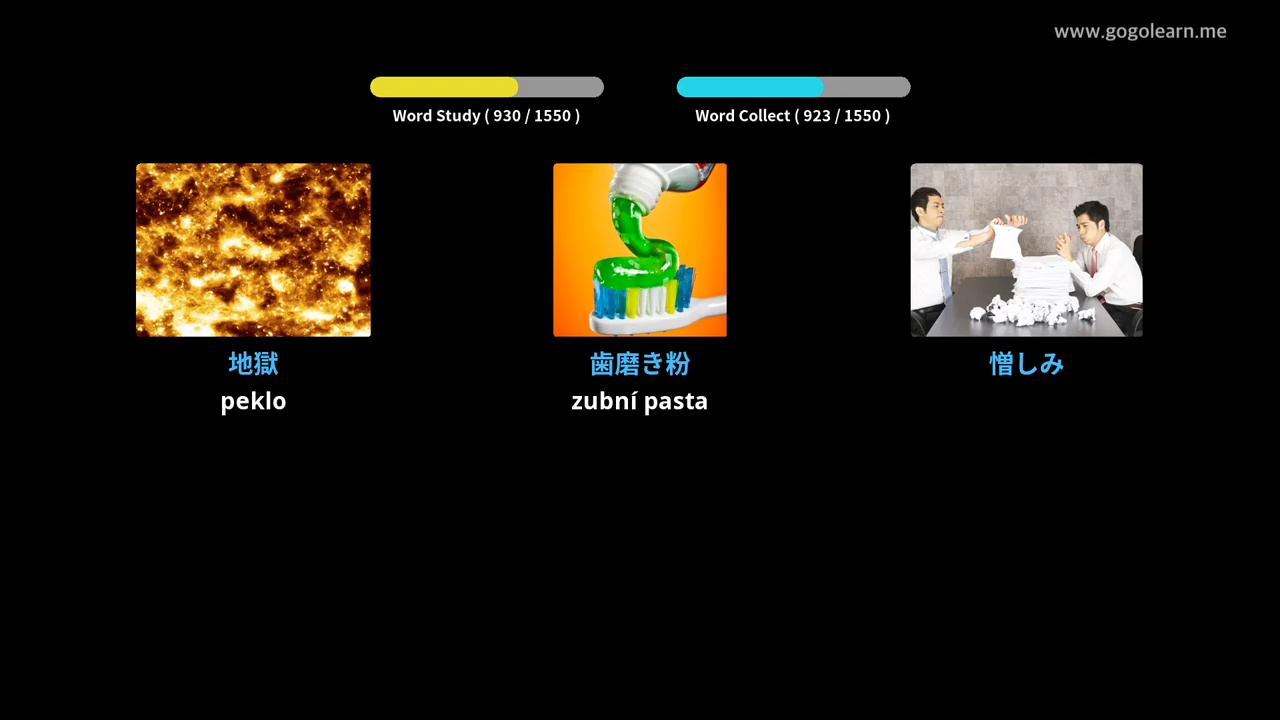 www.gogolearn.me
Word Study ( 930 / 1550 )
Word Collect ( 923 / 1550 )
地獄
歯磨き粉
憎しみ
peklo
zubní pasta